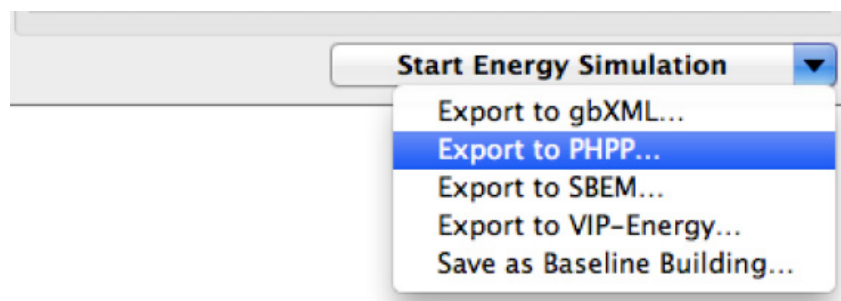 Start Energy Simulation
Export to gbXML...
Export to PHPP...
Export to SBEM...
Export to VIP-Energy...
Save as Baseline Building...